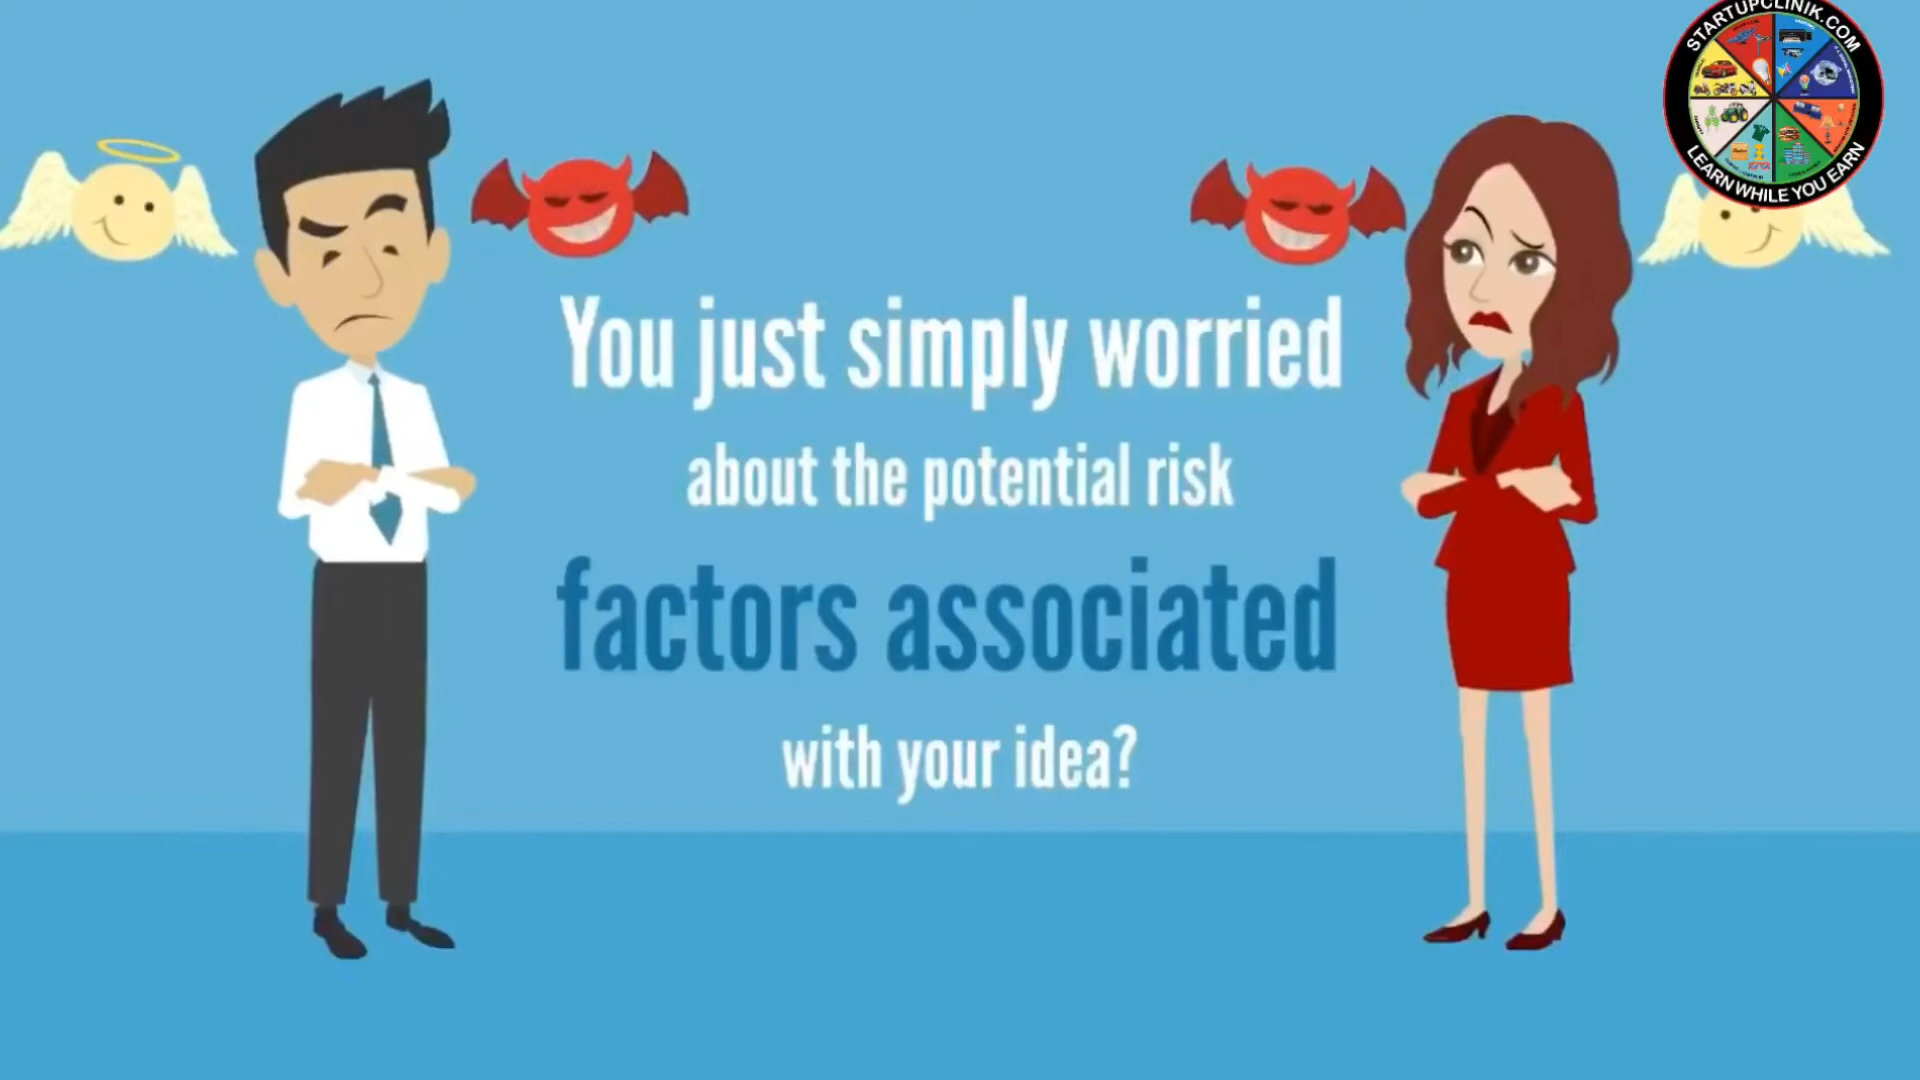 STARTUPCLINIK.COM
LEARN WHILE YOU EARN
You just simply worried
about the potential risk
factors associated
with your idea?